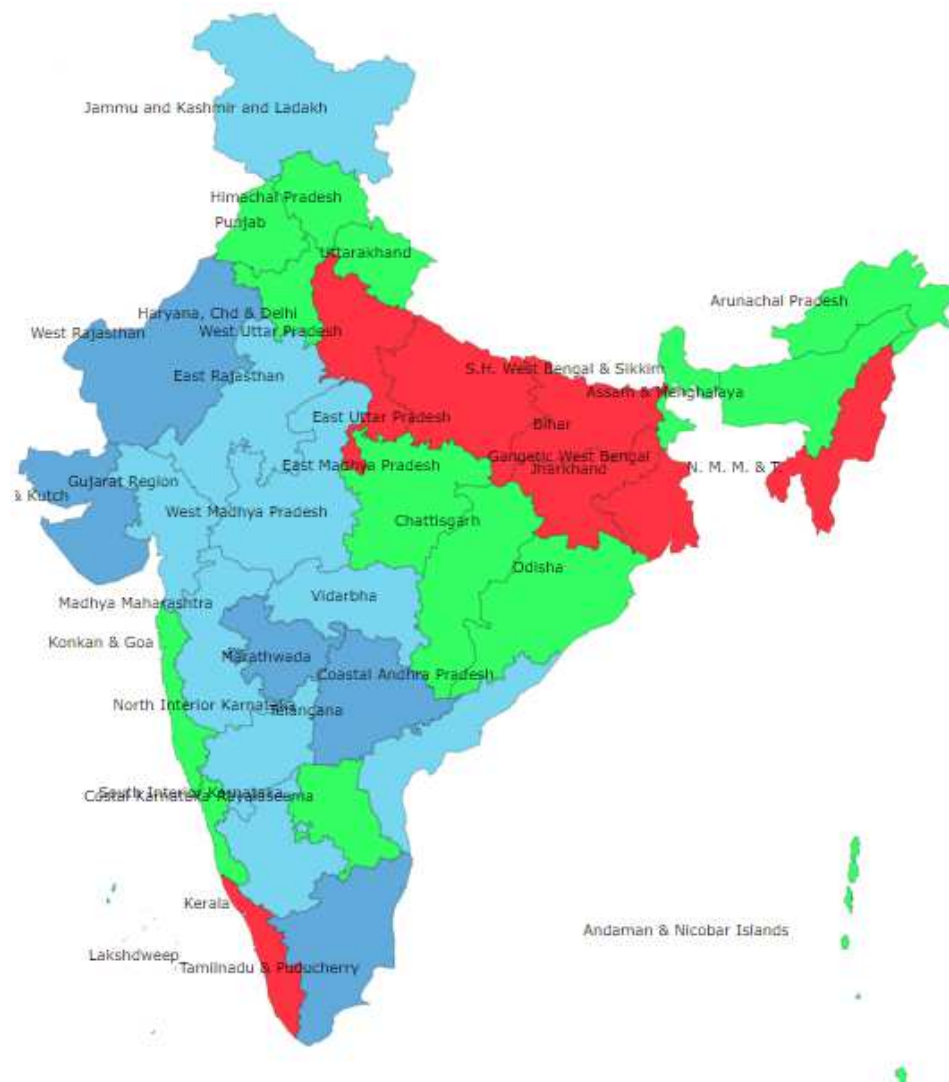 Jammu and Kashmir and Ladakh
Himachal Pradesh
Punjab
Uttarakhand
Arunachal Pradesh
Haryana, Chd & Delhi
West Rajasthan
West Uttar Pradesh
S.H. West Bengal & Sikkim
East Rajasthan
Assam & Menghalaya
East Uttar Pradesh
Bihar
Gangetic West Bengal
East Madhya Pradesh
Jharkhand
N. M. M. & T
Gujarat Region
& Kutch
West Madhya Pradesh
Chattisgarh
Odisha
Vidarbha
Madhya Maharashtra
Konkan & Goa
Marathwada
Coastal Andhra Pradesh
North Interior Karnataka
Telangana
South Interior Karnataka
Costal Karnataka
Rayalaseema
Kerala
Andaman & Nicobar Islands
Lakshdweep
Tamilnadu & Puducherry